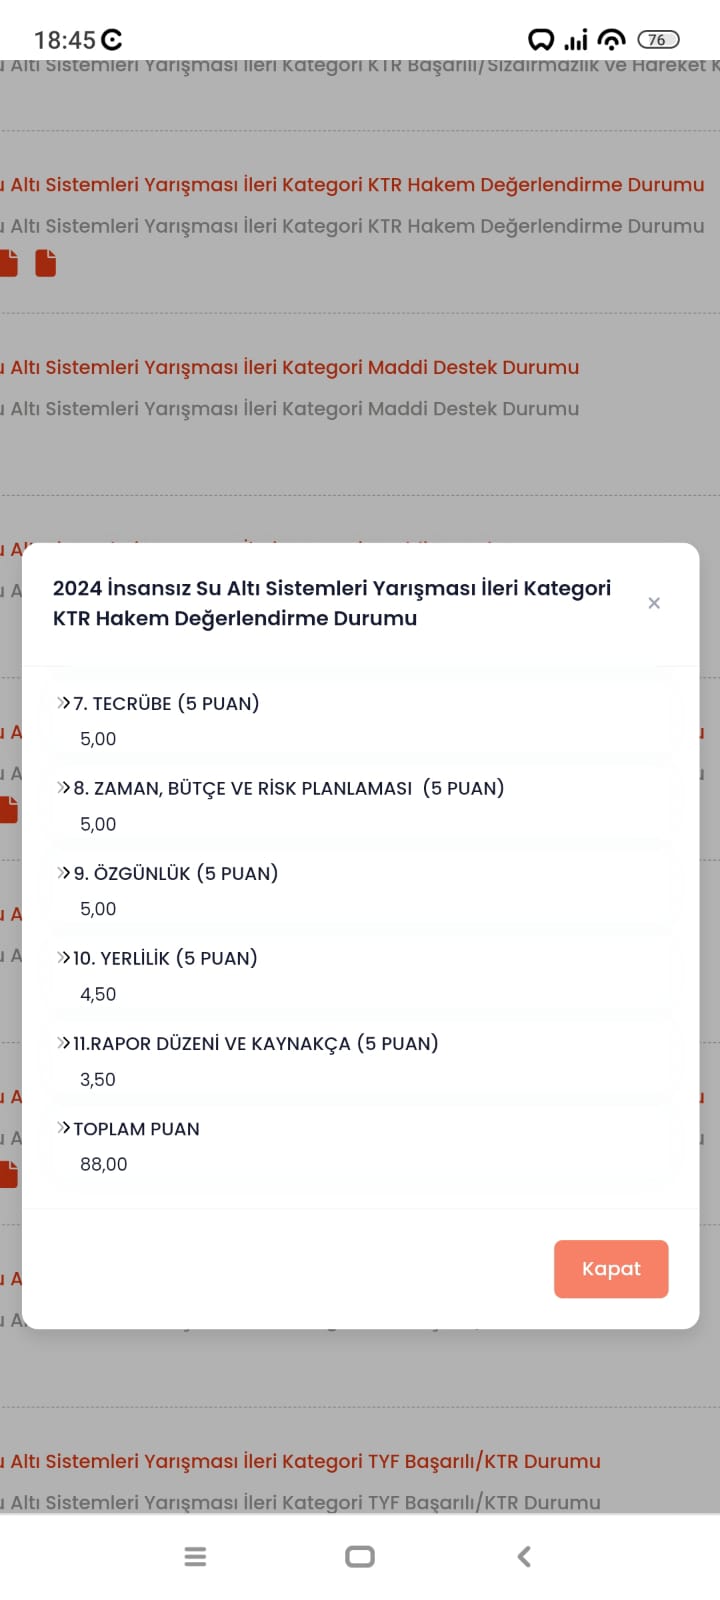 18:45
76
Altı Sistemleri Yarışması İleri Kategori KTR Başarılı/Sızdırmazlık ve Hareket K
u Altı Sistemleri Yarışması İleri Kategori KTR Hakem Değerlendirme Durumu
u Altı Sistemleri Yarışması İleri Kategori KTR Hakem Değerlendirme Durumu
u Altı Sistemleri Yarışması İleri Kategori Maddi Destek Durumu
u Altı Sistemleri Yarışması İleri Kategori Maddi Destek Durumu
2024 İnsansız Su Altı Sistemleri Yarışması İleri Kategori
KTR Hakem Değerlendirme Durumu
×
7. TECRÜBE (5 PUAN)
5,00
8. ZAMAN, BÜTÇE VE RİSK PLANLAMASI (5 PUAN)
5,00
9. ÖZGÜNLÜK (5 PUAN)
5,00
10. YERLİLİK (5 PUAN)
4,50
11.RAPOR DÜZENİ VE KAYNAKÇA (5 PUAN)
3,50
TOPLAM PUAN
88,00
Kapat
u Altı Sistemleri Yarışması İleri Kategori TYF Başarılı/KTR Durumu
u Altı Sistemleri Yarışması İleri Kategori TYF Başarılı/KTR Durumu